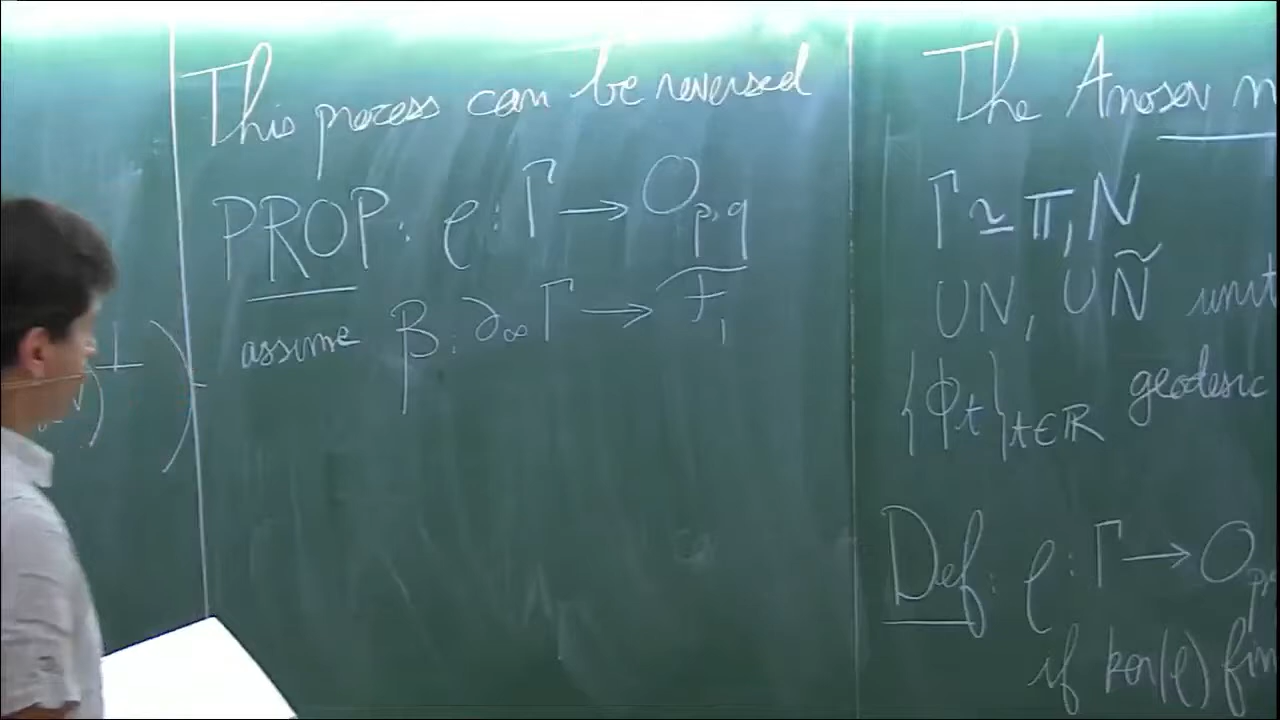 This process can be reversed
PROP: ρ: Γ → O_{p,q}
assume β: ∂_∞ Γ → F_1
⊥
)
The Anosov
Γ ≃ π_1 N
UN, UÑ unit
{ϕ_t}_{t∈ℝ} geodesic
Def: ρ: Γ → O
if ker(ρ)